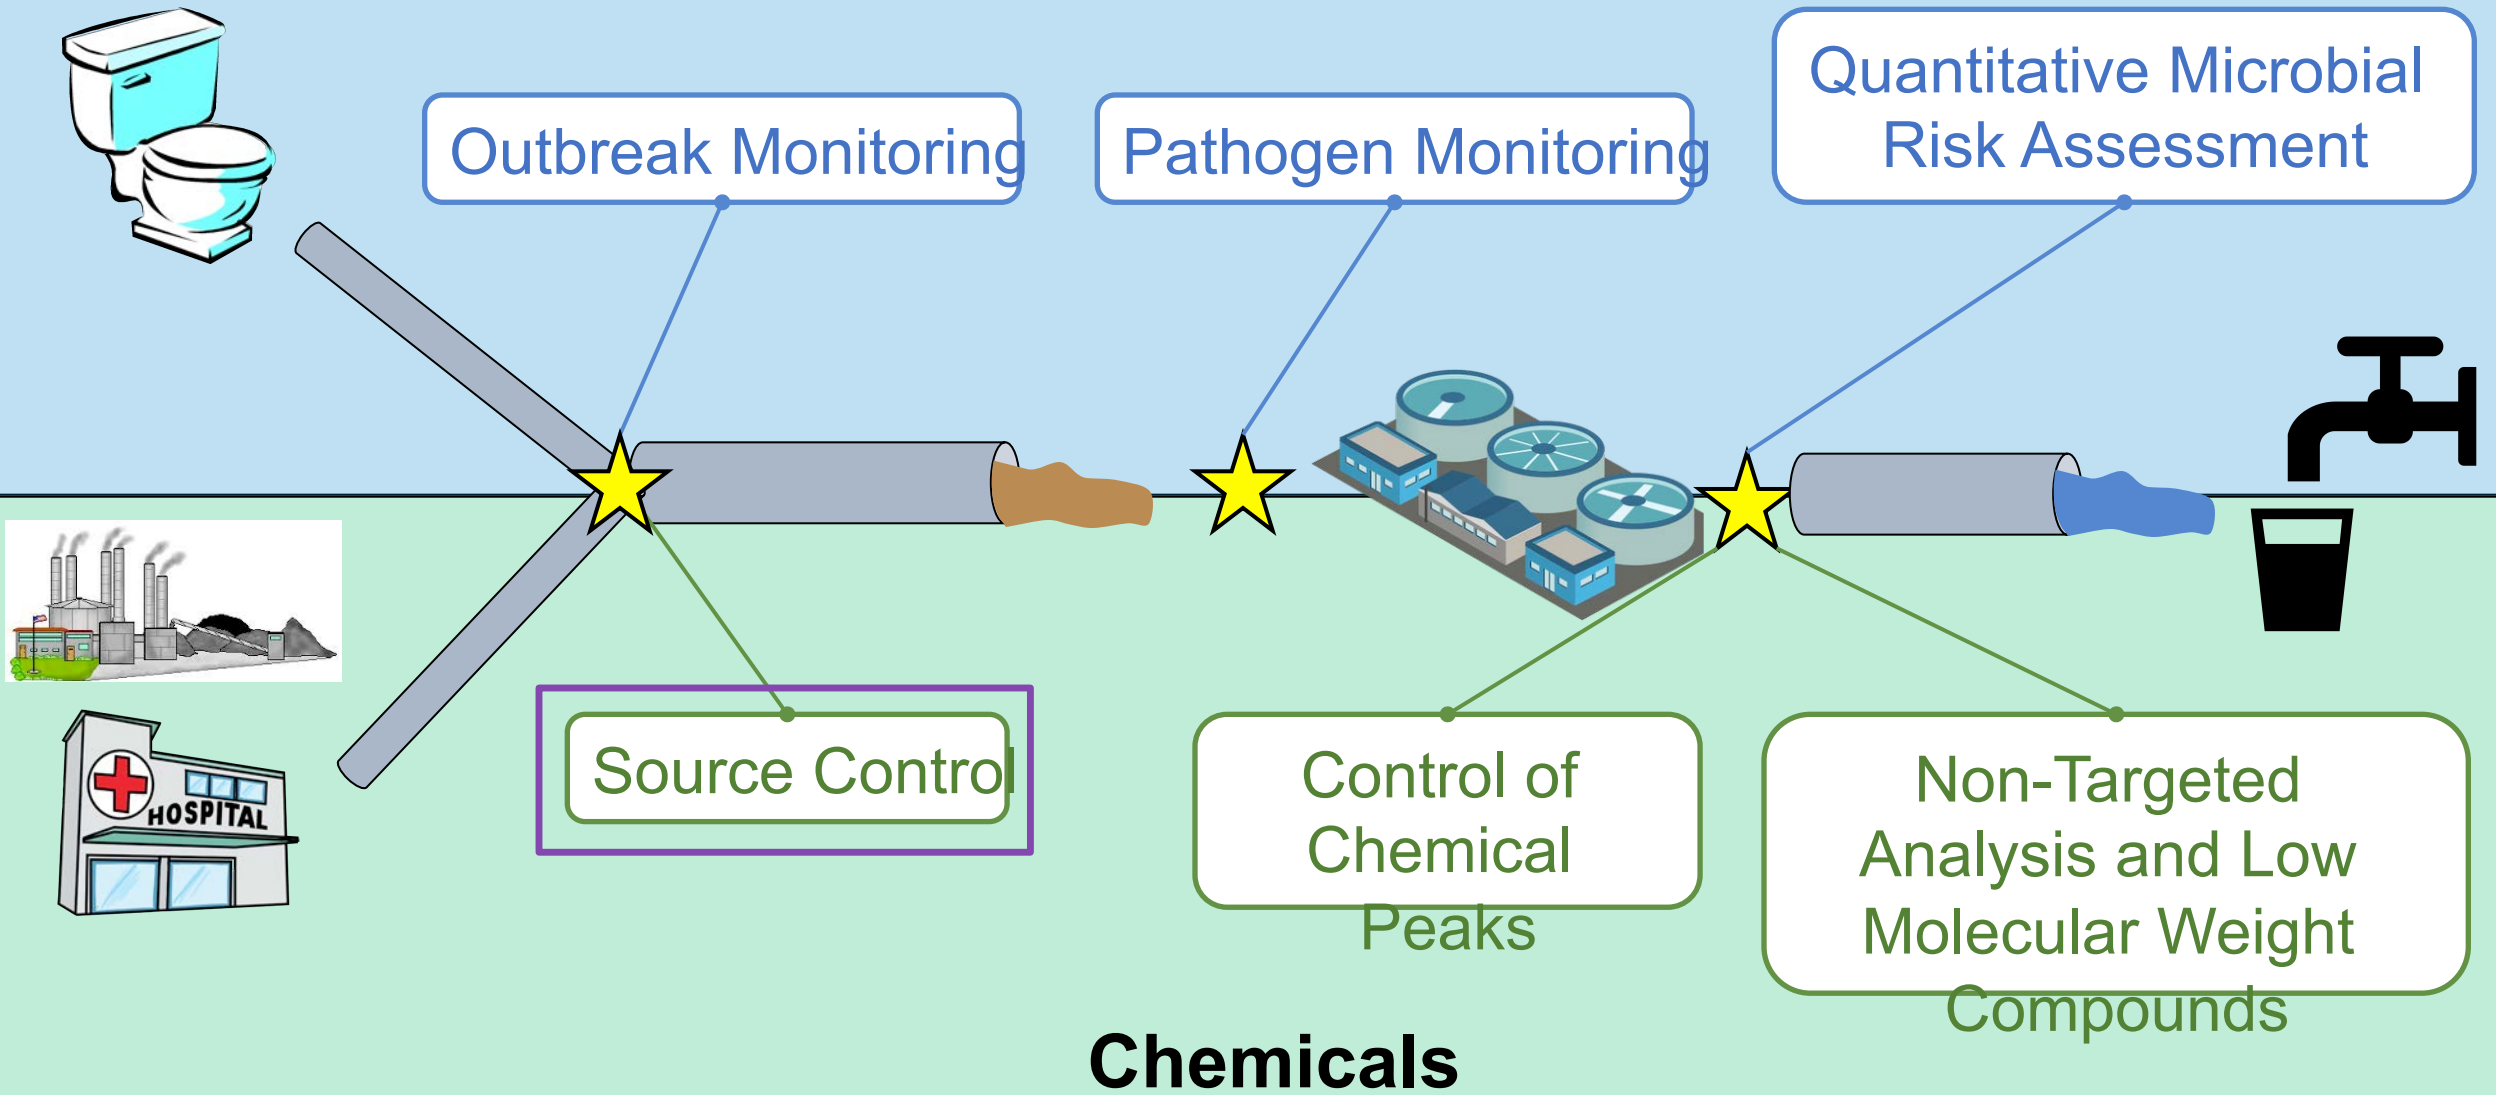 Quantitative Microbial
Risk Assessment
Outbreak Monitoring
Pathogen Monitoring
HOSPITAL
Source Control
Control of
Chemical
Peaks
Non-Targeted
Analysis and Low
Molecular Weight
Compounds
Chemicals